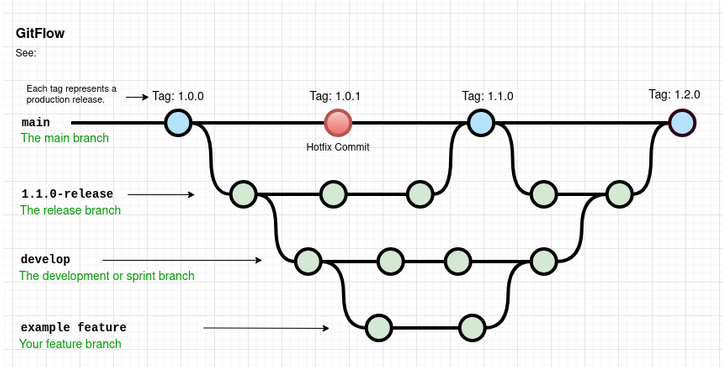 GitFlow
See:
Each tag represents a
production release.
Tag: 1.0.0
Tag: 1.0.1
Tag: 1.1.0
Tag: 1.2.0
main
The main branch
Hotfix Commit
1.1.0-release
The release branch
develop
The development or sprint branch
example feature
Your feature branch